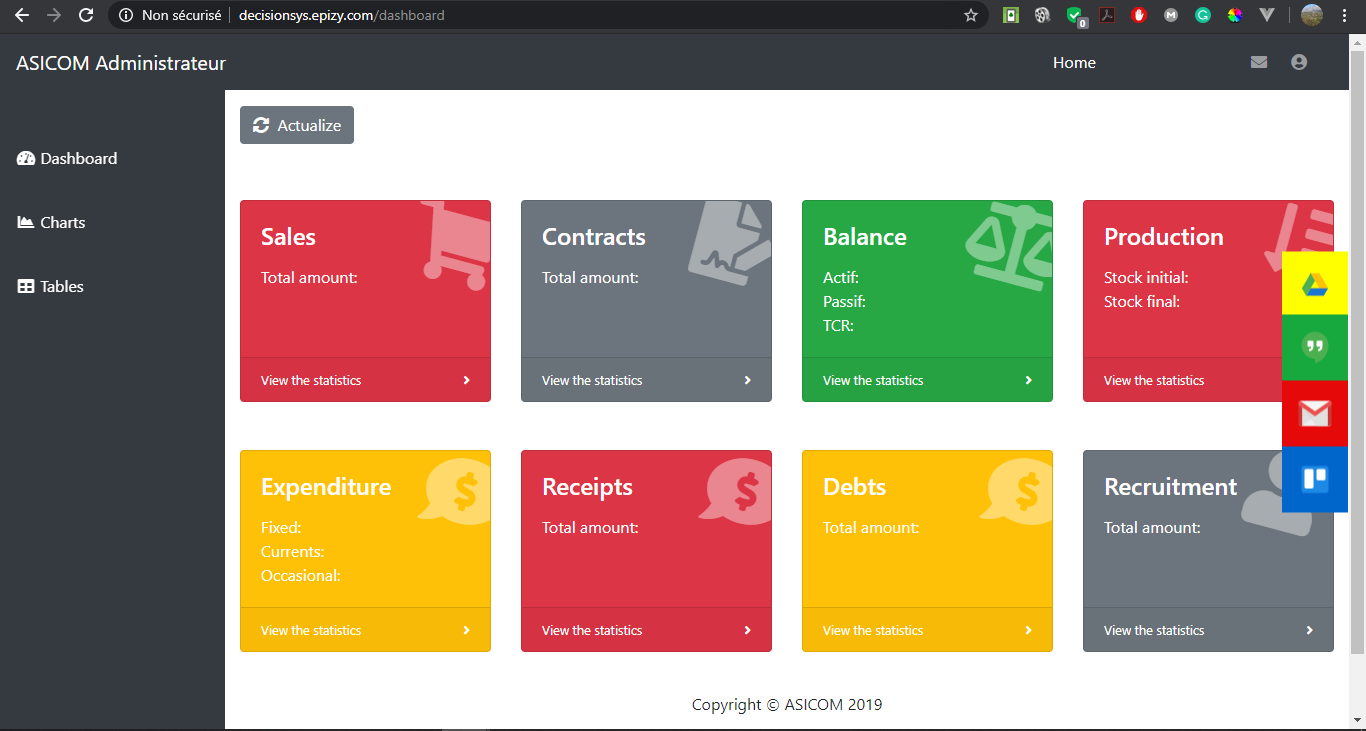 Non sécurisé | decisionsys.epizy.com/dashboard
0
ASICOM Administrateur
Home
Dashboard
Charts
Tables
Actualize
Sales
Total amount:
View the statistics
Contracts
Total amount:
View the statistics
Balance
Actif:
Passif:
TCR:
View the statistics
Production
Stock initial:
Stock final:
View the statistics
Expenditure
Fixed:
Currents:
Occasional:
View the statistics
Receipts
Total amount:
View the statistics
Debts
Total amount:
View the statistics
Recruitment
Total amount:
View the statistics
Copyright © ASICOM 2019